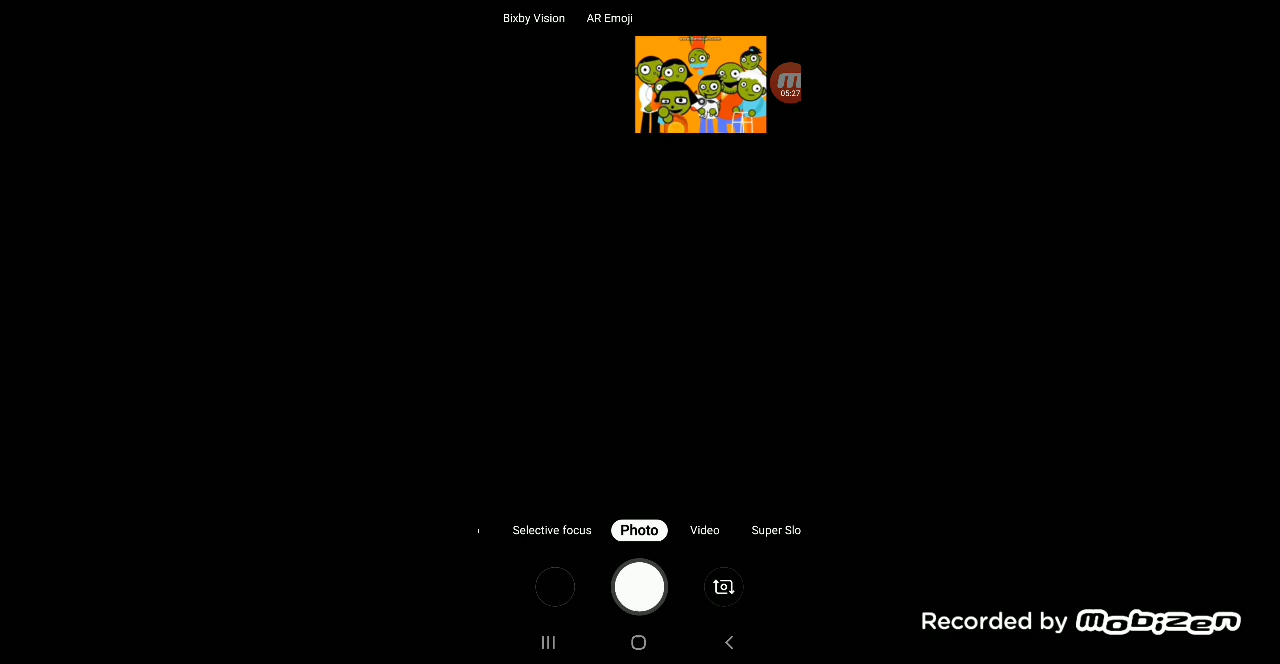 Bixby Vision AR Emoji
05:27
Selective focus Photo Video Super Slo
Recorded by mobizen